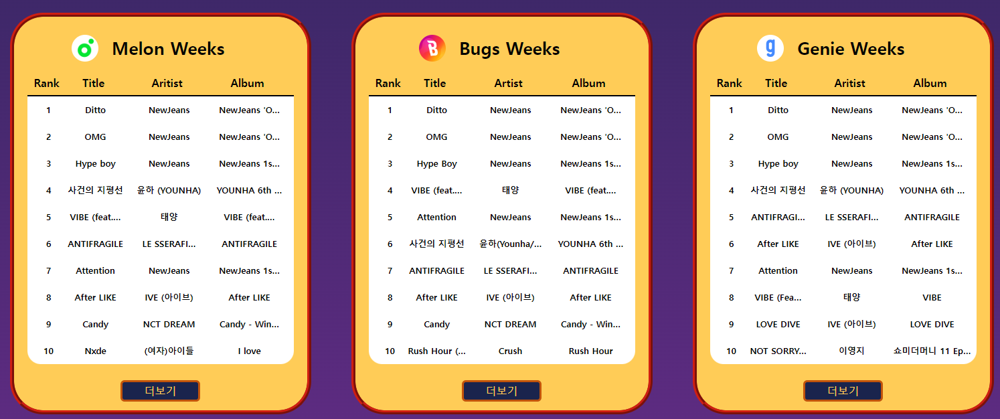 Melon Weeks
Rank Title Aritist Album
1 Ditto NewJeans NewJeans 'O...
2 OMG NewJeans NewJeans 'O...
3 Hype boy NewJeans NewJeans 1s...
4 사건의 지평선 윤하 (YOUNHA) YOUNHA 6th ...
5 VIBE (feat.... 태양 VIBE (feat....
6 ANTIFRAGILE LE SSERAFI... ANTIFRAGILE
7 Attention NewJeans NewJeans 1s...
8 After LIKE IVE (아이브) After LIKE
9 Candy NCT DREAM Candy - Win...
10 Nxde (여자)아이들 I love
더보기
B Bugs Weeks
Rank Title Artist Album
1 Ditto NewJeans NewJeans 'O...
2 OMG NewJeans NewJeans 'O...
3 Hype Boy NewJeans NewJeans 1s...
4 VIBE (feat.... 태양 VIBE (feat....
5 Attention NewJeans NewJeans 1s...
6 사건의 지평선 윤하(Younha/... YOUNHA 6th ...
7 ANTIFRAGILE LE SSERAFI... ANTIFRAGILE
8 After LIKE IVE (아이브) After LIKE
9 Candy NCT DREAM Candy - Win...
10 Rush Hour (... Crush Rush Hour
더보기
g Genie Weeks
Rank Title Aritist Album
1 Ditto NewJeans NewJeans 'O...
2 OMG NewJeans NewJeans 'O...
3 Hype boy NewJeans NewJeans 1s...
4 사건의 지평선 윤하 (YOUNHA) YOUNHA 6th ...
5 ANTIFRAGI... LE SSERAFI... ANTIFRAGILE
6 After LIKE IVE (아이브) After LIKE
7 Attention NewJeans NewJeans 1s...
8 VIBE (Fea... 태양 VIBE
9 LOVE DIVE IVE (아이브) LOVE DIVE
10 NOT SORRY... 이영지 쇼미더머니 11 Ep...
더보기